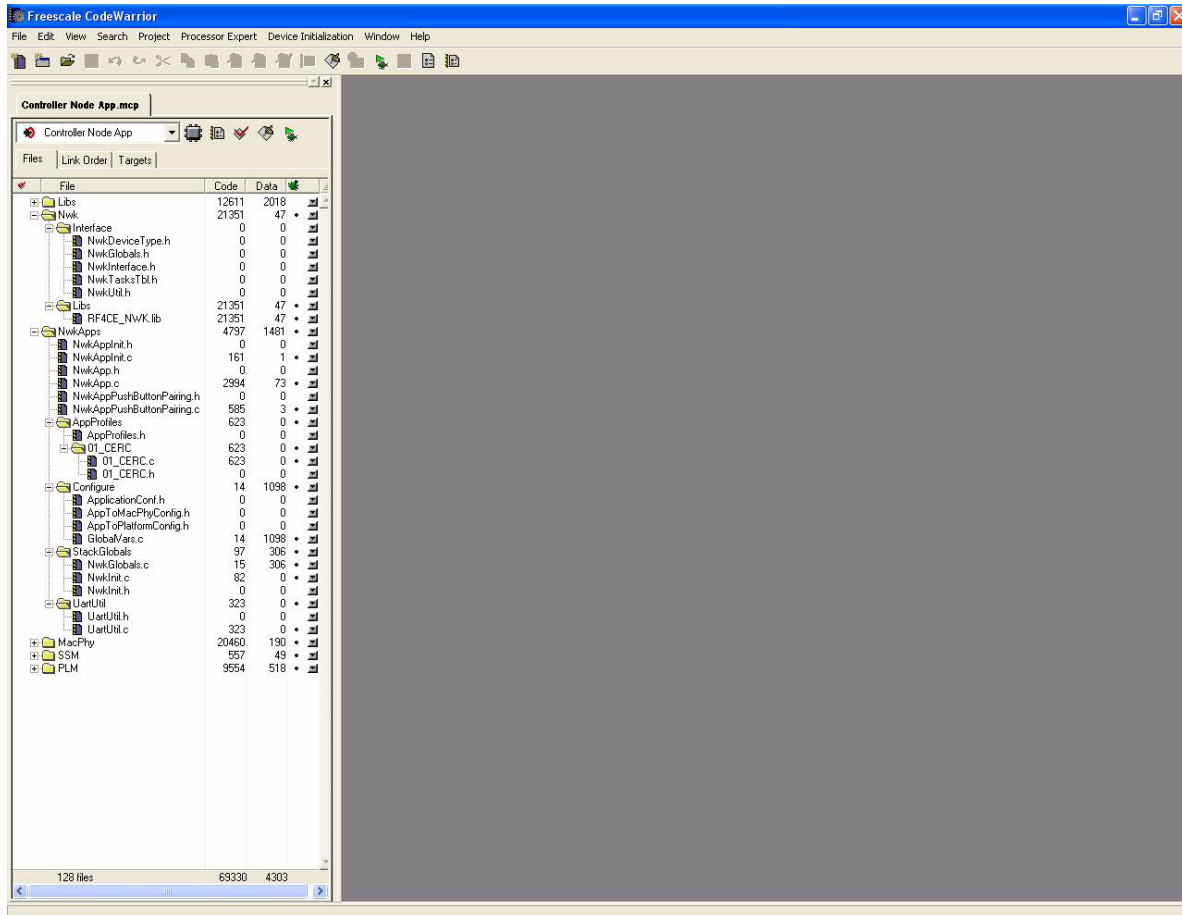 Freescale CodeWarrior
File Edit View Search Project Processor Expert Device Initialization Window Help
Controller Node App.mcp
Controller Node App
Files Link Order Targets
File Code Data
Libs 12611 2018
Nwk 21351 47
Interface 0 0
NwkDeviceType.h 0 0
NwkGlobals.h 0 0
NwkInterface.h 0 0
NwkTasksTbl.h 0 0
NwkUtil.h 0 0
Libs 21351 47
RF4CE_NWK.lib 21351 47
NwkApps 4797 1481
NwkAppInit.h 0 0
NwkAppInit.c 161 1
NwkApp.h 0 0
NwkApp.c 2994 73
NwkAppPushButtonPairing.h 0 0
NwkAppPushButtonPairing.c 585 3
AppProfiles 623 0
AppProfiles.h 0 0
01_CERC 623 0
01_CERC.c 623 0
01_CERC.h 0 0
Configure 14 1098
ApplicationConf.h 0 0
AppToMacPhyConfig.h 0 0
AppToPlatformConfig.h 0 0
GlobalVars.c 14 1098
StackGlobals 97 306
NwkGlobals.c 15 306
NwkInit.c 82 0
NwkInit.h 0 0
UartUtil 323 0
UartUtil.h 0 0
UartUtil.c 323 0
MacPhy 20460 190
SSM 557 49
PLM 9554 518
128 files 69330 4303